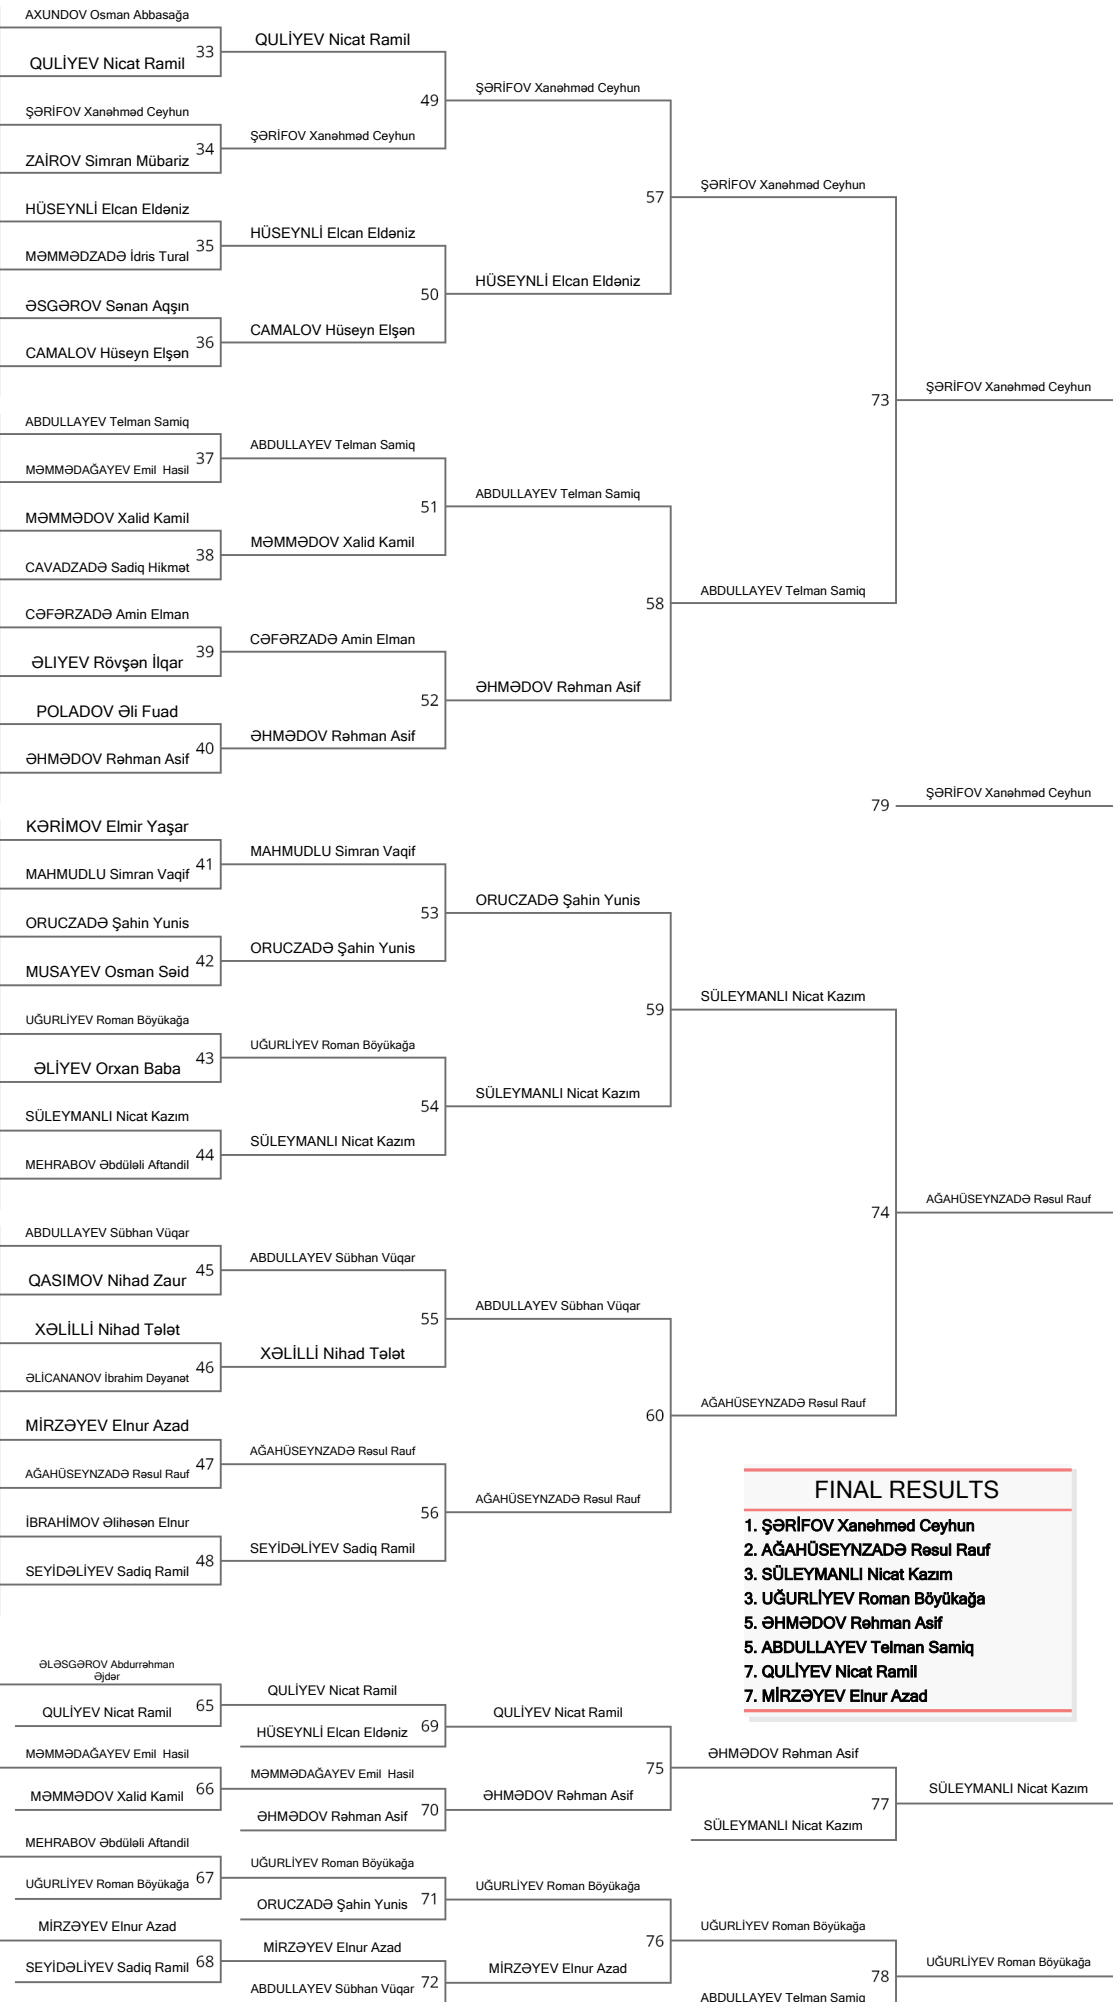 AXUNDOV Osman Abbasağa
33
QULİYEV Nicat Ramil
QULİYEV Nicat Ramil
49
ŞƏRİFOV Xanəhməd Ceyhun
ŞƏRİFOV Xanəhməd Ceyhun
34
ŞƏRİFOV Xanəhməd Ceyhun
ZAİROV Simran Mübariz
57
ŞƏRİFOV Xanəhməd Ceyhun
HÜSEYNLİ Elcan Eldəniz
35
HÜSEYNLİ Elcan Eldəniz
MƏMMƏDZADƏ İdris Tural
50
HÜSEYNLİ Elcan Eldəniz
ƏSGƏROV Sənan Aqşın
36
CAMALOV Hüseyn Elşən
CAMALOV Hüseyn Elşən
73
ŞƏRİFOV Xanəhməd Ceyhun
ABDULLAYEV Telman Samiq
37
ABDULLAYEV Telman Samiq
MƏMMƏDAĞAYEV Emil Hasil
51
ABDULLAYEV Telman Samiq
MƏMMƏDOV Xalid Kamil
38
MƏMMƏDOV Xalid Kamil
CAVADZADƏ Sadiq Hikmət
58
ABDULLAYEV Telman Samiq
CƏFƏRZADƏ Amin Elman
39
CƏFƏRZADƏ Amin Elman
ƏLIYEV Rövşən İlqar
52
ƏHMƏDOV Rəhman Asif
POLADOV Əli Fuad
40
ƏHMƏDOV Rəhman Asif
ƏHMƏDOV Rəhman Asif
79
ŞƏRİFOV Xanəhməd Ceyhun
KƏRİMOV Elmir Yaşar
41
MAHMUDLU Simran Vaqif
MAHMUDLU Simran Vaqif
53
ORUCZADƏ Şahin Yunis
ORUCZADƏ Şahin Yunis
42
ORUCZADƏ Şahin Yunis
MUSAYEV Osman Səid
59
SÜLEYMANLI Nicat Kazım
UĞURLİYEV Roman Böyükağa
43
UĞURLİYEV Roman Böyükağa
ƏLİYEV Orxan Baba
54
SÜLEYMANLI Nicat Kazım
SÜLEYMANLI Nicat Kazım
44
SÜLEYMANLI Nicat Kazım
MEHRABOV Əbdüləli Aftandil
74
AĞAHÜSEYNZADƏ Rəsul Rauf
ABDULLAYEV Sübhan Vüqar
45
ABDULLAYEV Sübhan Vüqar
QASIMOV Nihad Zaur
55
ABDULLAYEV Sübhan Vüqar
XƏLİLLİ Nihad Tələt
46
XƏLİLLİ Nihad Tələt
ƏLİCANANOV İbrahim Dəyanət
60
AĞAHÜSEYNZADƏ Rəsul Rauf
MİRZƏYEV Elnur Azad
47
AĞAHÜSEYNZADƏ Rəsul Rauf
AĞAHÜSEYNZADƏ Rəsul Rauf
56
AĞAHÜSEYNZADƏ Rəsul Rauf
İBRAHİMOV Əlihəsən Elnur
48
SEYİDƏLİYEV Sadiq Ramil
SEYİDƏLİYEV Sadiq Ramil
FINAL RESULTS
1. ŞƏRİFOV Xanəhməd Ceyhun
2. AĞAHÜSEYNZADƏ Rəsul Rauf
3. SÜLEYMANLI Nicat Kazım
3. UĞURLİYEV Roman Böyükağa
5. ƏHMƏDOV Rəhman Asif
5. ABDULLAYEV Telman Samiq
7. QULİYEV Nicat Ramil
7. MİRZƏYEV Elnur Azad
ƏLƏSGƏROV Abdurrəhman
Əjdər
65
QULİYEV Nicat Ramil
QULİYEV Nicat Ramil
69
QULİYEV Nicat Ramil
HÜSEYNLİ Elcan Eldəniz
75
ƏHMƏDOV Rəhman Asif
MƏMMƏDAĞAYEV Emil Hasil
66
MƏMMƏDAĞAYEV Emil Hasil
MƏMMƏDOV Xalid Kamil
70
ƏHMƏDOV Rəhman Asif
ƏHMƏDOV Rəhman Asif
77
SÜLEYMANLI Nicat Kazım
SÜLEYMANLI Nicat Kazım
MEHRABOV Əbdüləli Aftandil
67
UĞURLİYEV Roman Böyükağa
UĞURLİYEV Roman Böyükağa
71
UĞURLİYEV Roman Böyükağa
ORUCZADƏ Şahin Yunis
76
UĞURLİYEV Roman Böyükağa
MİRZƏYEV Elnur Azad
68
MİRZƏYEV Elnur Azad
SEYİDƏLİYEV Sadiq Ramil
72
MİRZƏYEV Elnur Azad
ABDULLAYEV Sübhan Vüqar
78
UĞURLİYEV Roman Böyükağa
ABDULLAYEV Telman Samiq